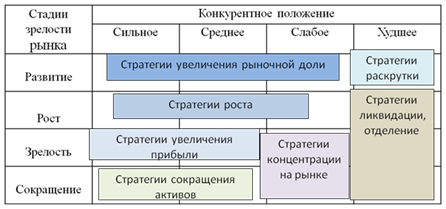 Стадии
зрелости
рынка
Конкурентное положение
Сильное Среднее Слабое Худшее
Развитие
Стратегии увеличения рыночной доли
Стратегии
раскрутки
Рост
Стратегии роста
Стратегии
ликвидации,
отделение
Зрелость
Стратегии увеличения
прибыли
Стратегии
концентрации
на рынке
Сокращение
Стратегии сокращения
активов